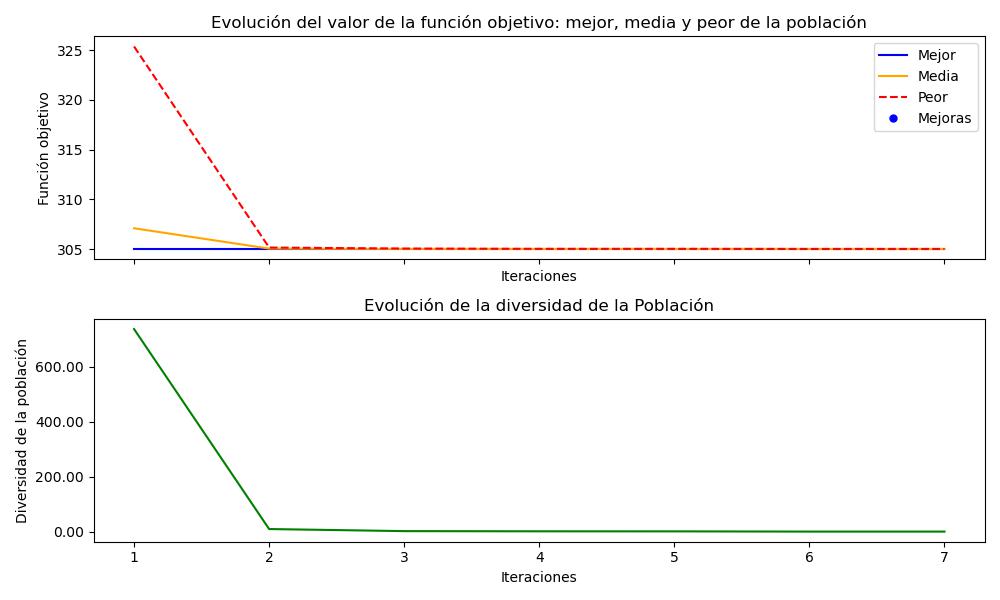 Evolución del valor de la función objetivo: mejor, media y peor de la población
Función objetivo
325
320
315
310
305
Mejor
Media
Peor
Mejoras
Iteraciones
Evolución de la diversidad de la Población
Diversidad de la población
600.00
400.00
200.00
0.00
1 2 3 4 5 6 7
Iteraciones